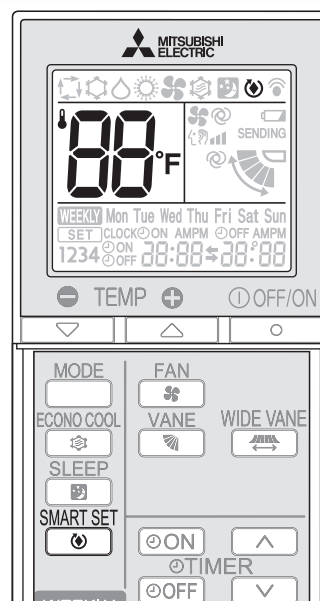 MITSUBISHI
ELECTRIC
SENDING
88°F
WEEKLY Mon Tue Wed Thu Fri Sat Sun
SET CLOCK ON AMPM OFF AMPM
1234 ON OFF 88:88 88:88
TEMP OFF/ON
MODE FAN
ECONO COOL VANE WIDE VANE
SLEEP
SMART SET
ON
TIMER
OFF